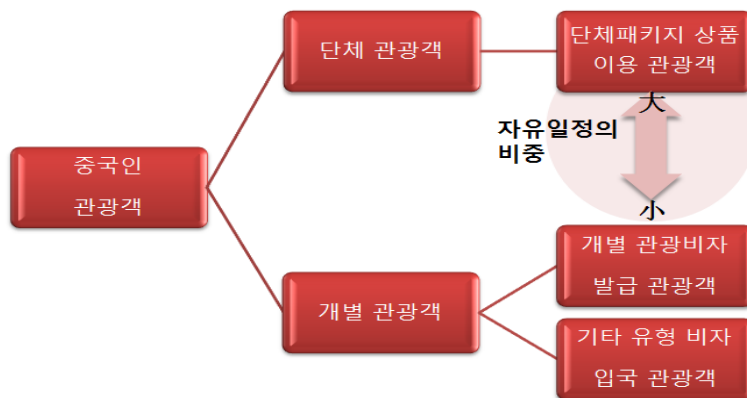 단체 관광객
단체패키지 상품
이용 관광객
大
자유일정의
비중
小
중국인
관광객
개별 관광비자
발급 관광객
개별 관광객
기타 유형 비자
입국 관광객